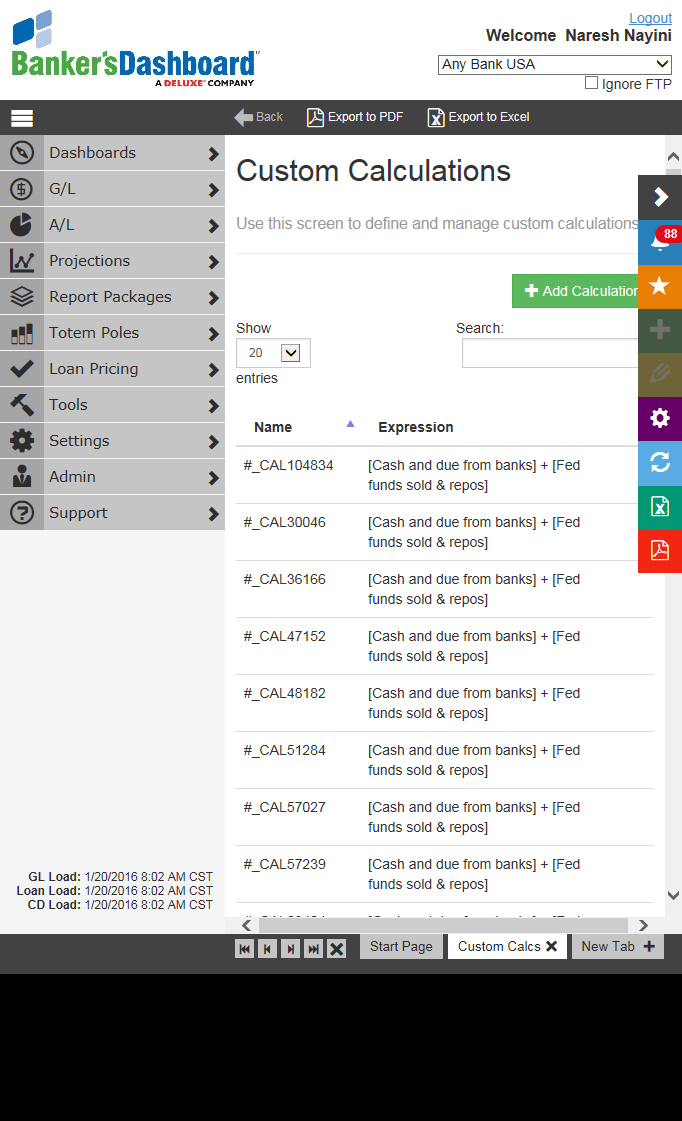 Logout
Welcome Naresh Nayini
Banker'sDashboard™
A DELUXE® COMPANY
Any Bank USA
Ignore FTP
Back
Export to PDF
Export to Excel
Dashboards
G/L
A/L
Projections
Report Packages
Totem Poles
Loan Pricing
Tools
Settings
Admin
Support
Custom Calculations
Use this screen to define and manage custom calculations
88
Add Calculation
Show
20
entries
Search:
Name Expression
#_CAL104834 [Cash and due from banks] + [Fed
funds sold & repos]
#_CAL30046 [Cash and due from banks] + [Fed
funds sold & repos]
#_CAL36166 [Cash and due from banks] + [Fed
funds sold & repos]
#_CAL47152 [Cash and due from banks] + [Fed
funds sold & repos]
#_CAL48182 [Cash and due from banks] + [Fed
funds sold & repos]
#_CAL51284 [Cash and due from banks] + [Fed
funds sold & repos]
#_CAL57027 [Cash and due from banks] + [Fed
funds sold & repos]
#_CAL57239 [Cash and due from banks] + [Fed
funds sold & repos]
GL Load: 1/20/2016 8:02 AM CST
Loan Load: 1/20/2016 8:02 AM CST
CD Load: 1/20/2016 8:02 AM CST
Start Page
Custom Calcs
New Tab